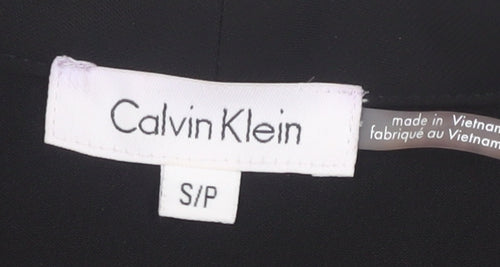 Calvin Klein
S/P
made in Vietnam
fabriqué au Vietnam